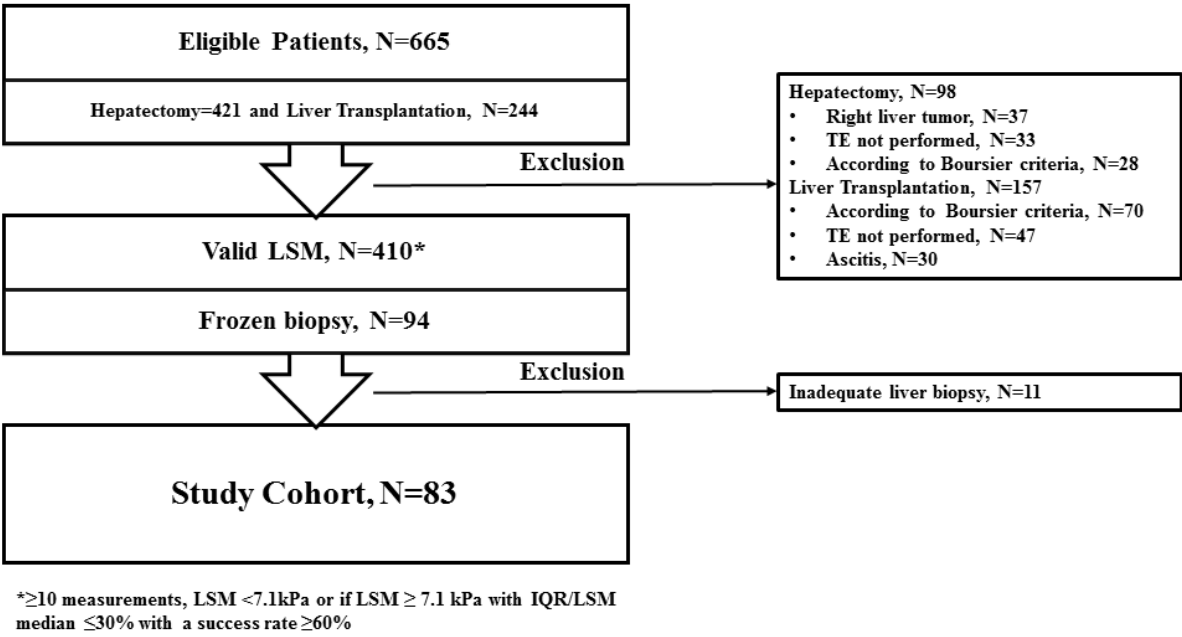 Eligible Patients, N=665
Hepatectomy=421 and Liver Transplantation, N=244
Exclusion
Hepatectomy, N=98
• Right liver tumor, N=37
• TE not performed, N=33
• According to Boursier criteria, N=28
Liver Transplantation, N=157
• According to Boursier criteria, N=70
• TE not performed, N=47
• Ascitis, N=30
Valid LSM, N=410*
Frozen biopsy, N=94
Exclusion
Inadequate liver biopsy, N=11
Study Cohort, N=83
*≥10 measurements, LSM <7.1kPa or if LSM ≥ 7.1 kPa with IQR/LSM
median ≤30% with a success rate ≥60%